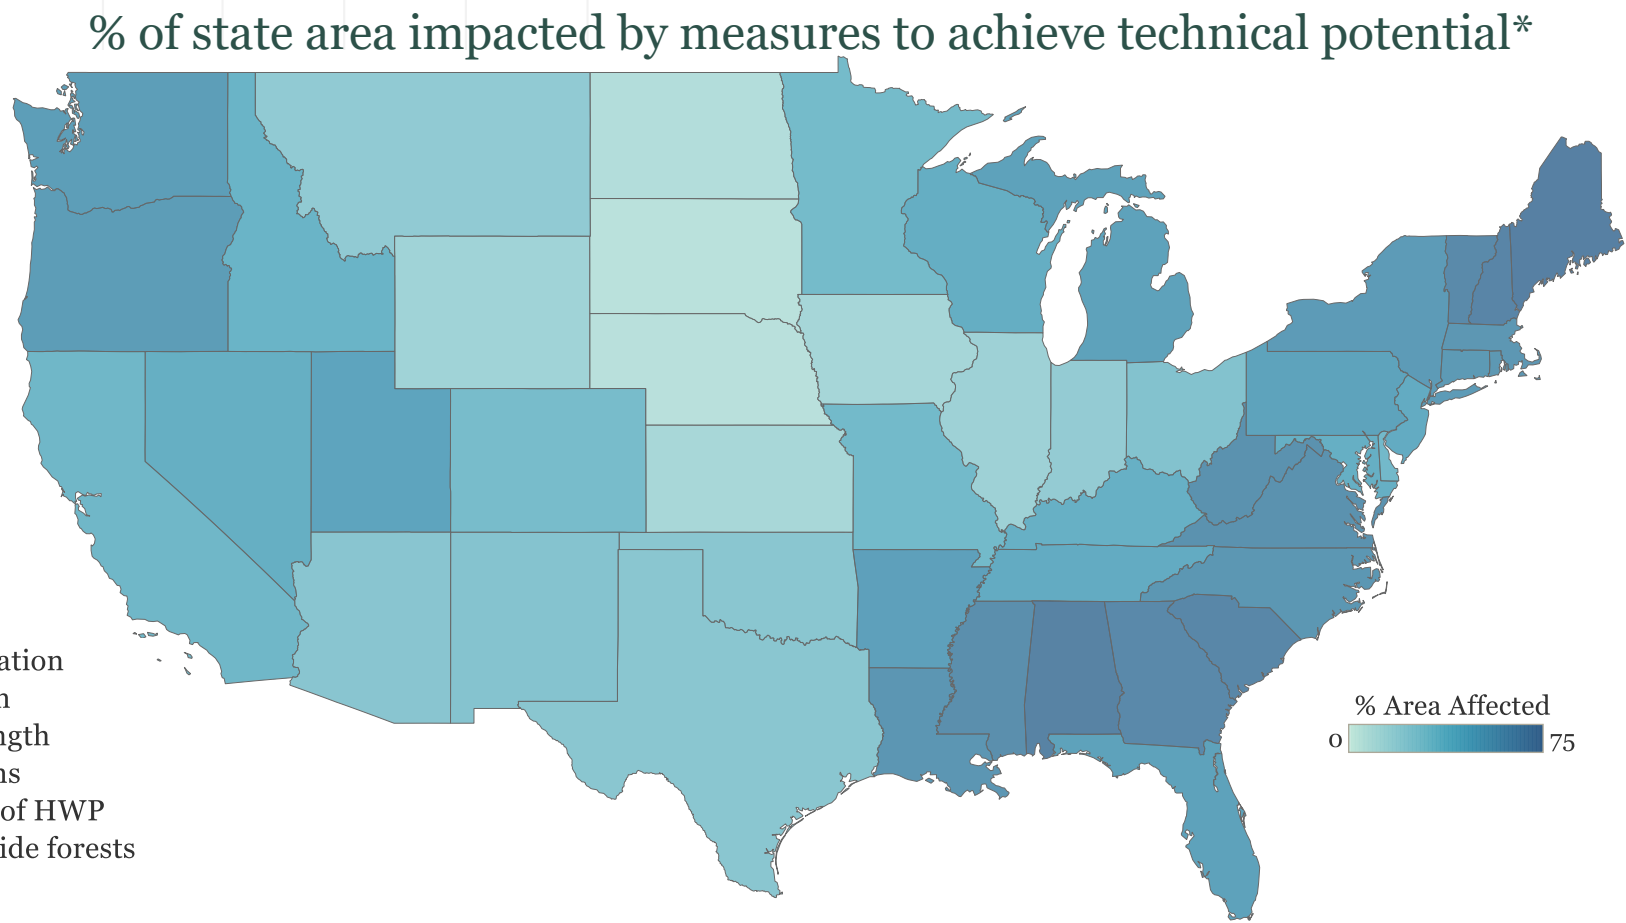 % of state area impacted by measures to achieve technical potential*
ation
n
ngth
ns
of HWP
ide forests
% Area Affected
0 75